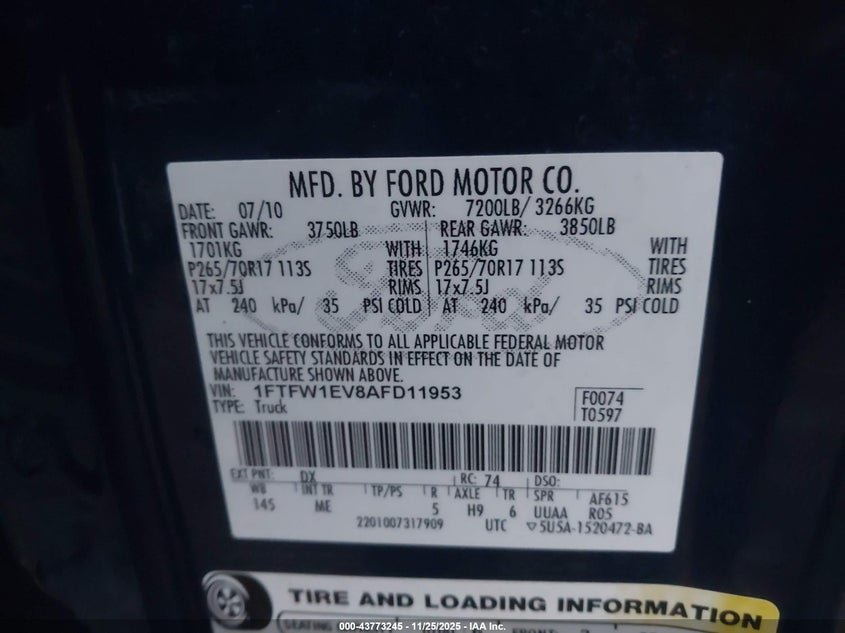 MFD. BY FORD MOTOR CO.
DATE: 07/10 GVWR: 7200LB/ 3266KG
FRONT GAWR: 3750LB REAR GAWR: 3850LB
1701KG WITH 1746KG WITH
P265/70R17 113S TIRES P265/70R17 113S TIRES
17x7.5J RIMS 17x7.5J RIMS
AT 240 kPa/ 35 PSI COLD AT 240 kPa/ 35 PSI COLD
Ford
THIS VEHICLE CONFORMS TO ALL APPLICABLE FEDERAL MOTOR
VEHICLE SAFETY STANDARDS IN EFFECT ON THE DATE OF
MANUFACTURE SHOWN ABOVE.
VIN: 1FTFW1EV8AFD11953 F0074
TYPE: Truck T0597
EXT PNT: DX RC: 74 DSO:
WB INT TR TP/PS R AXLE TR SPR AF615
145 ME 5 H9 6 UUAA R05
2201007317909 UTC ▽5U5A-1520472-BA
TIRE AND LOADING INFORMATION
SEATING
000-43773245 - 11/25/2025 - IAA Inc.